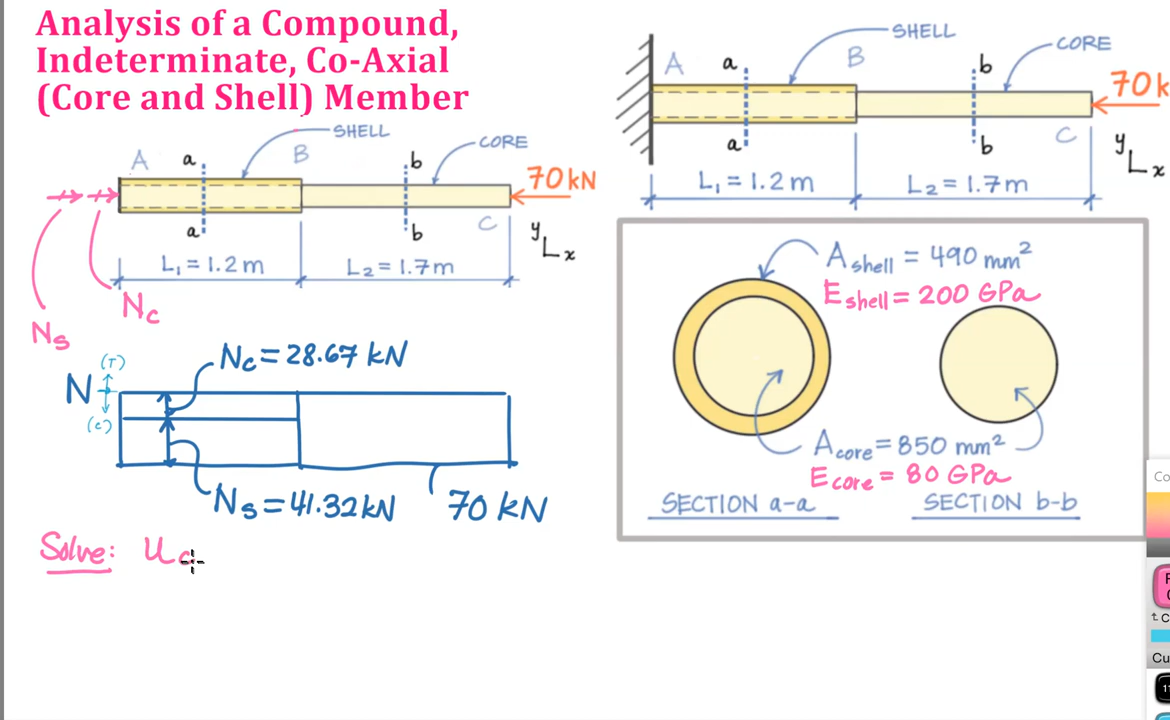 Analysis of a Compound,
Indeterminate, Co-Axial
(Core and Shell) Member
SHELL
CORE
A
a
B
b
70 kN
a
b
C
y
x
L₁ = 1.2 m
L₂ = 1.7 m
Ns
Nc
N
(T)
(C)
Nc = 28.67 kN
Ns = 41.32 kN
70 kN
Solve: uc
SHELL
CORE
A
a
B
b
70k
a
b
C
y
x
L₁ = 1.2 m
L₂ = 1.7 m
Ashell = 490 mm²
Eshell = 200 GPa
Acore = 850 mm²
Ecore = 80 GPa
SECTION a-a
SECTION b-b
Co
C
Cu